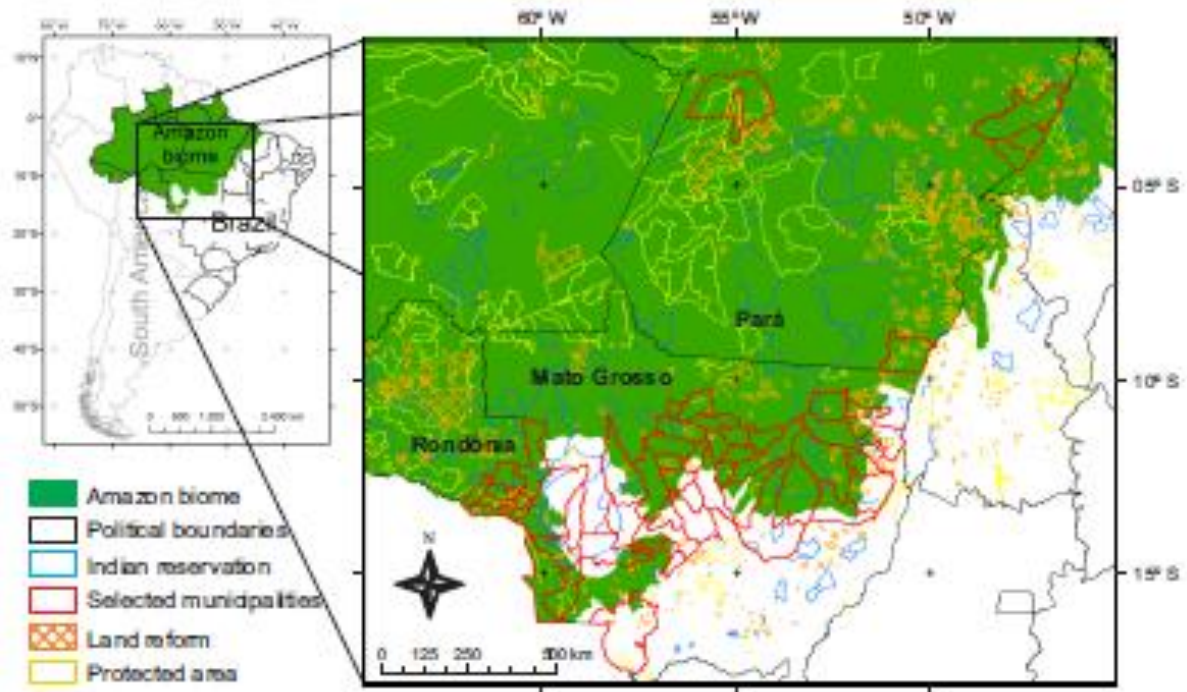 60° W 55° W 50° W
Amazon
biome
Brazil
South Am
05° S
10° S
15° S
Pará
Mato Grosso
Rondônia
N
0 125 250 500 km
Amazon biome
Political boundaries
Indian reservation
Selected municipalities
Land reform
Protected area